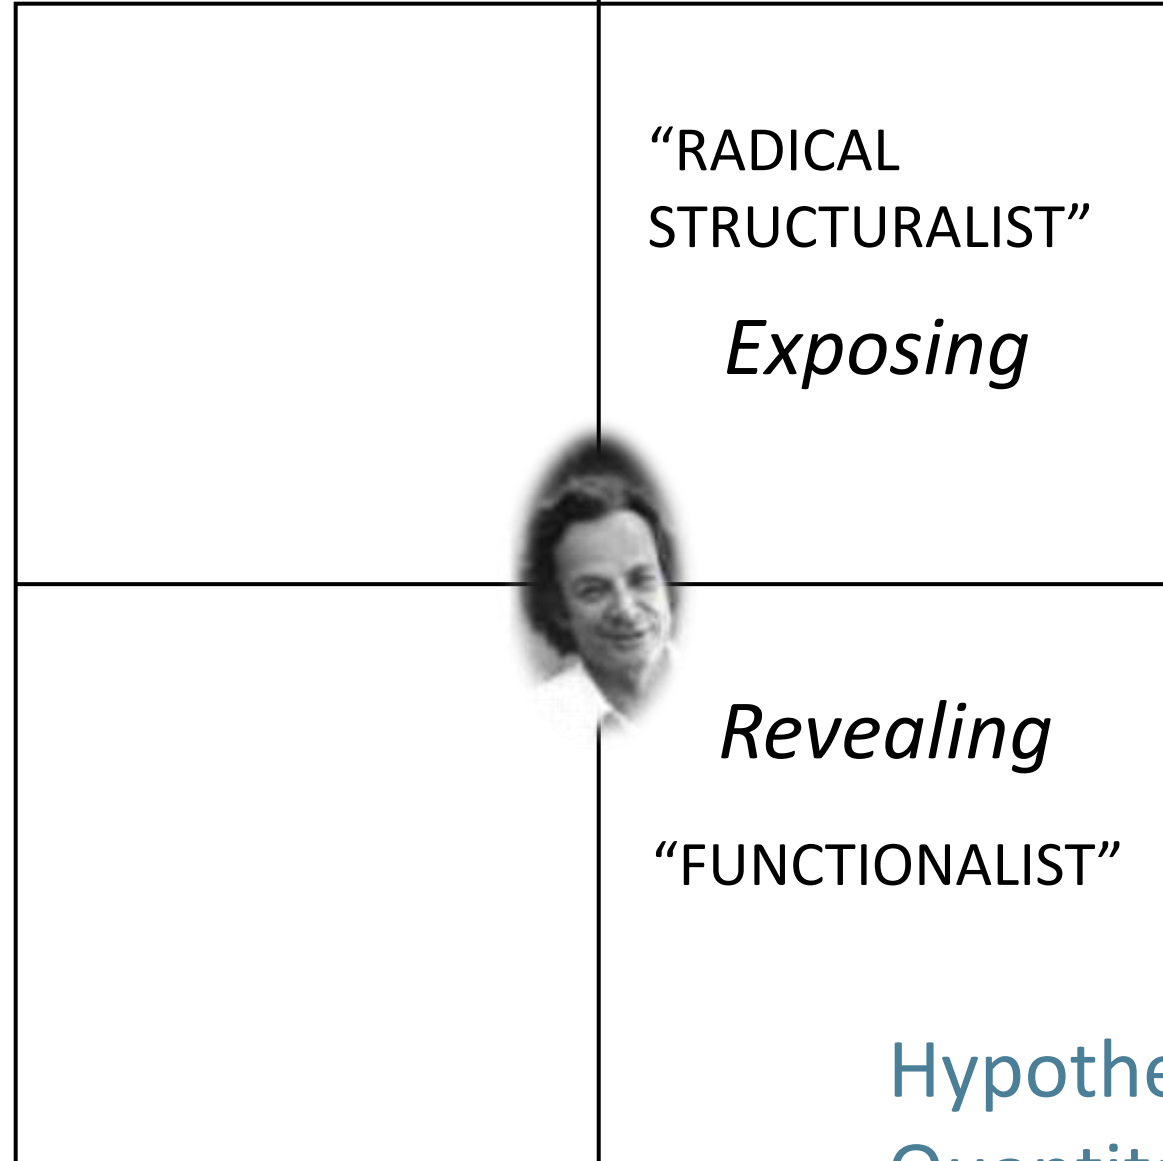 “RADICAL
STRUCTURALIST”
Exposing
Revealing
“FUNCTIONALIST”